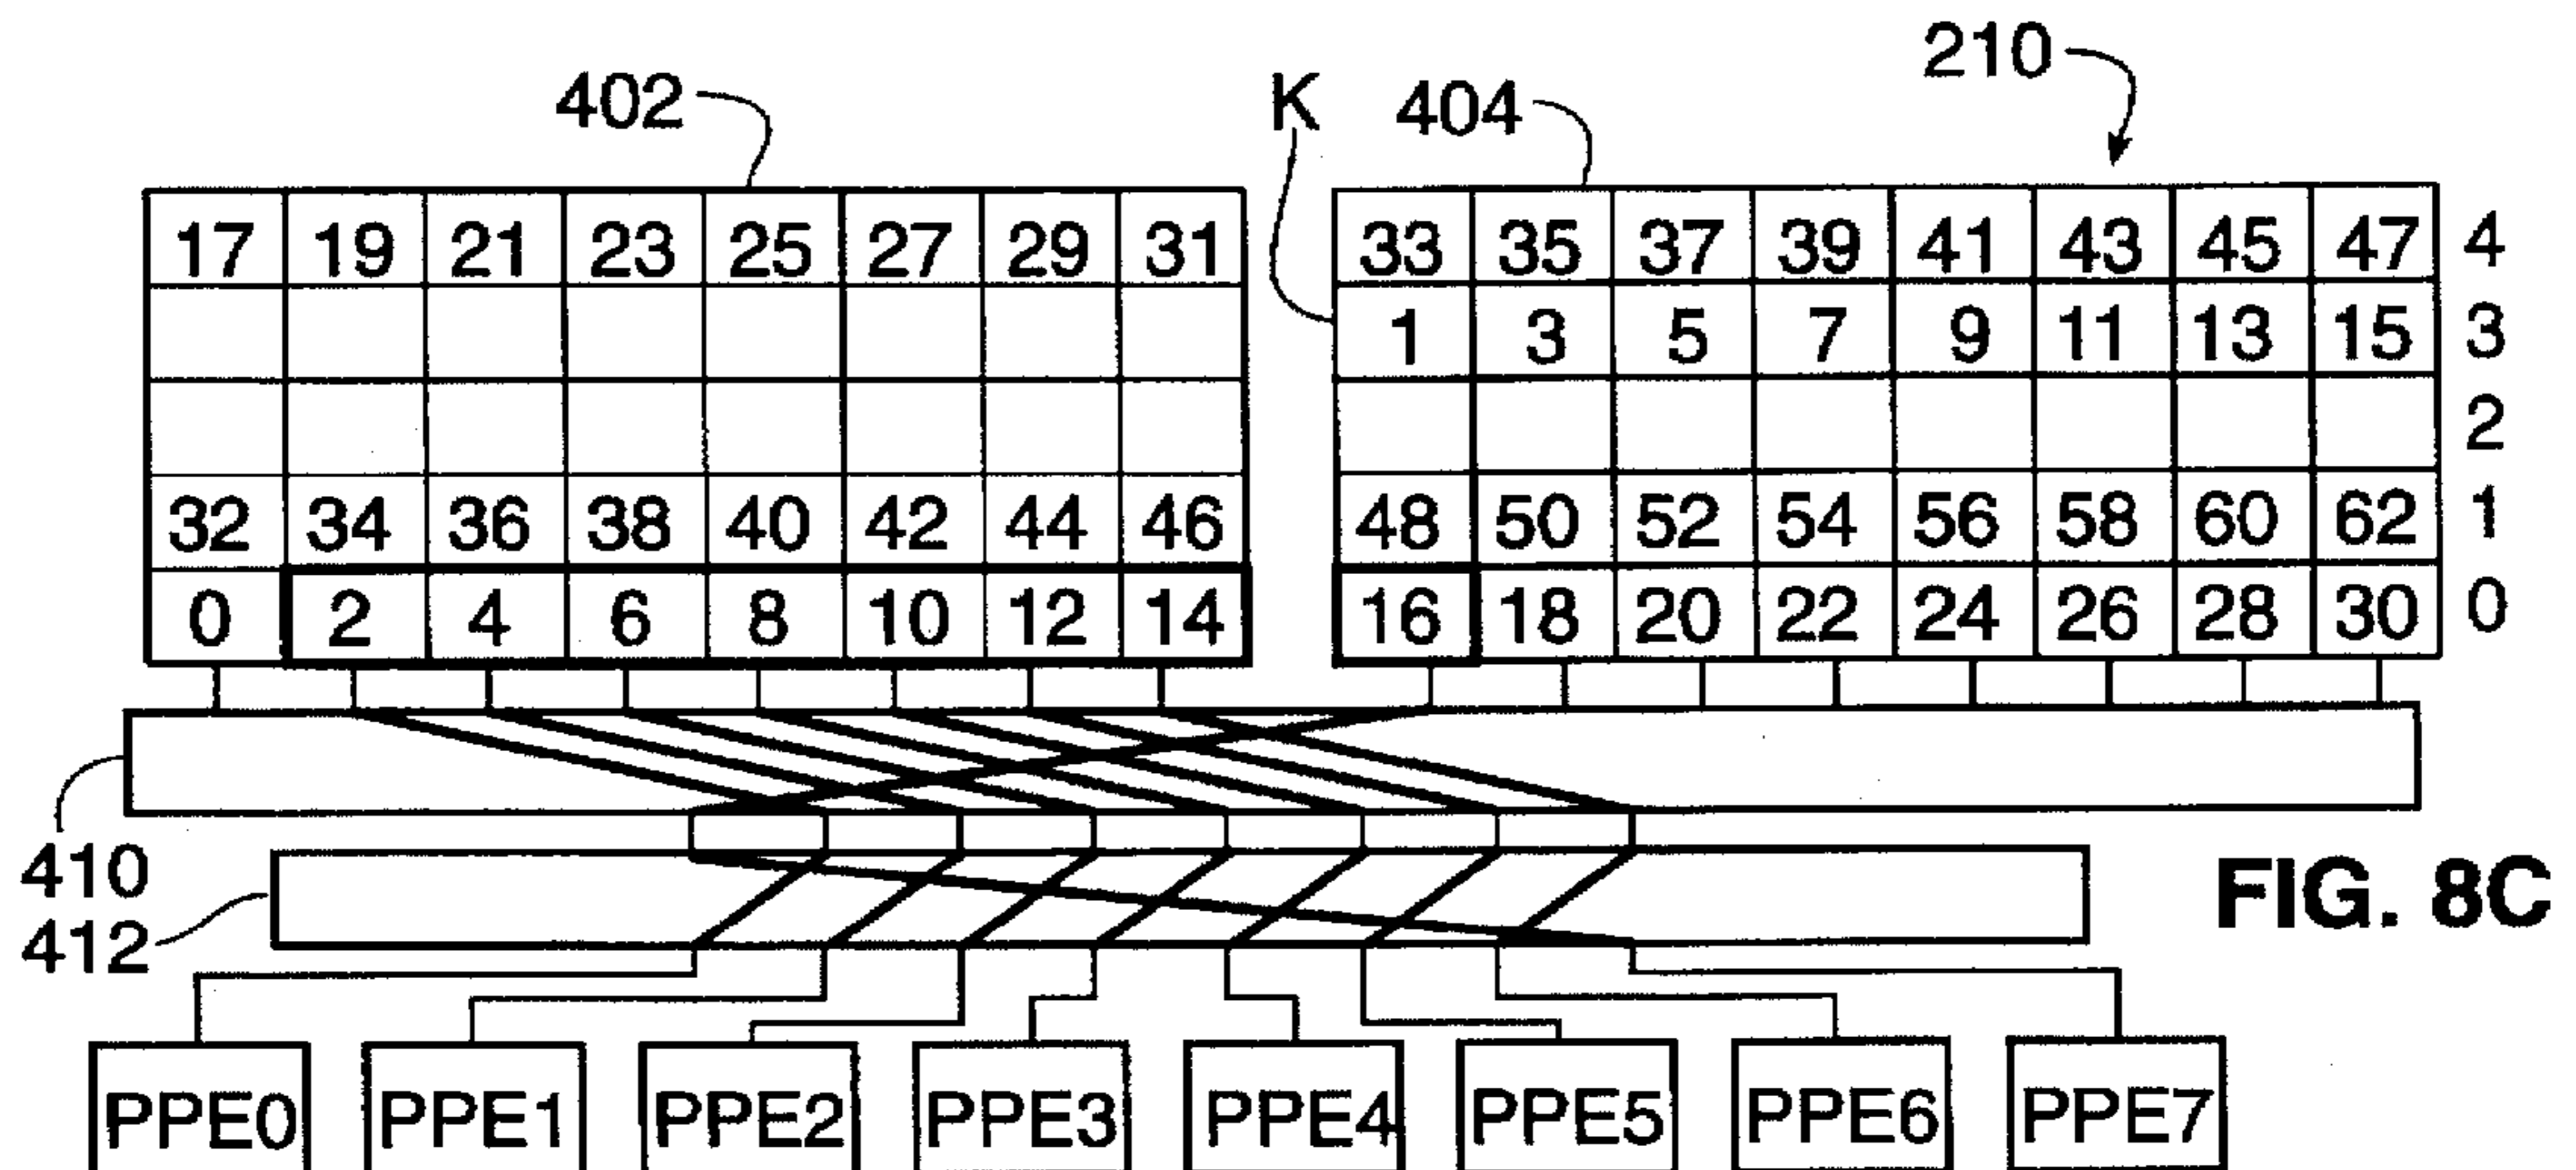 210
402
K 404
17 19 21 23 25 27 29 31 33 35 37 39 41 43 45 47 4
1 3 5 7 9 11 13 15 3
2
32 34 36 38 40 42 44 46 48 50 52 54 56 58 60 62 1
0 2 4 6 8 10 12 14 16 18 20 22 24 26 28 30 0
410
412
FIG. 8C
PPE0 PPE1 PPE2 PPE3 PPE4 PPE5 PPE6 PPE7